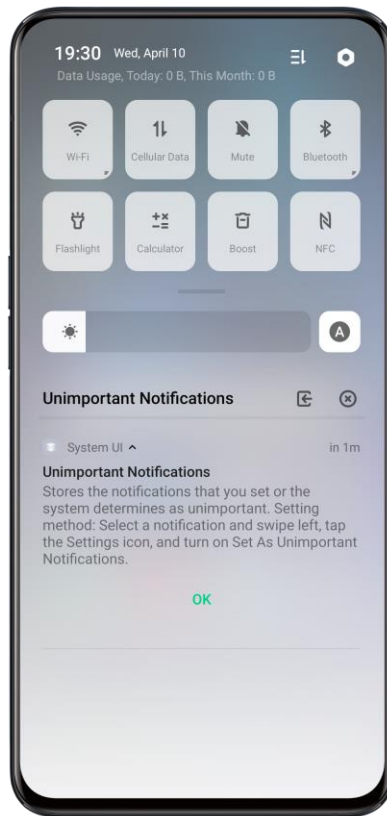 19:30 Wed, April 10
Data Usage, Today: 0 B, This Month: 0 B
Wi-Fi
Cellular Data
Mute
Bluetooth
Flashlight
Calculator
Boost
NFC
A
Unimportant Notifications
System UI
in 1m
Unimportant Notifications
Stores the notifications that you set or the
system determines as unimportant. Setting
method: Select a notification and swipe left, tap
the Settings icon, and turn on Set As Unimportant
Notifications.
OK